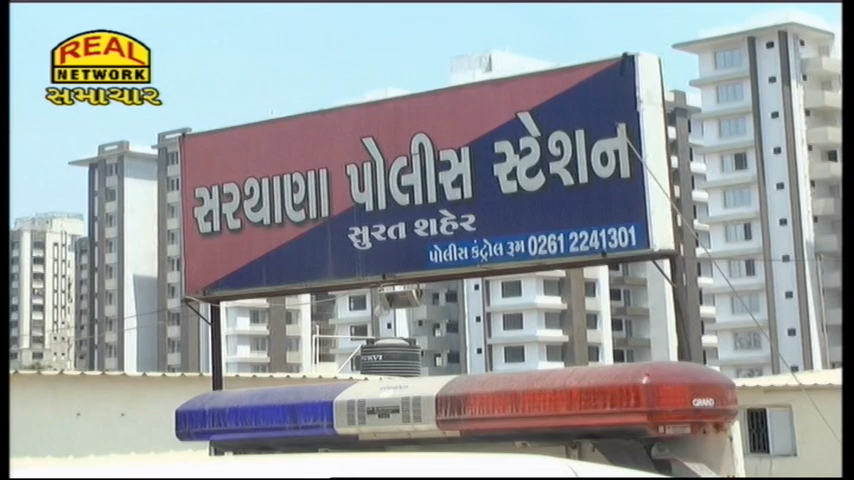 REAL
NETWORK
સમાચાર
સરથાણા પોલીસ સ્ટેશન
સુરત શહેર
પોલીસ કંટ્રોલ રૂમ 0261 2241301
GRAND